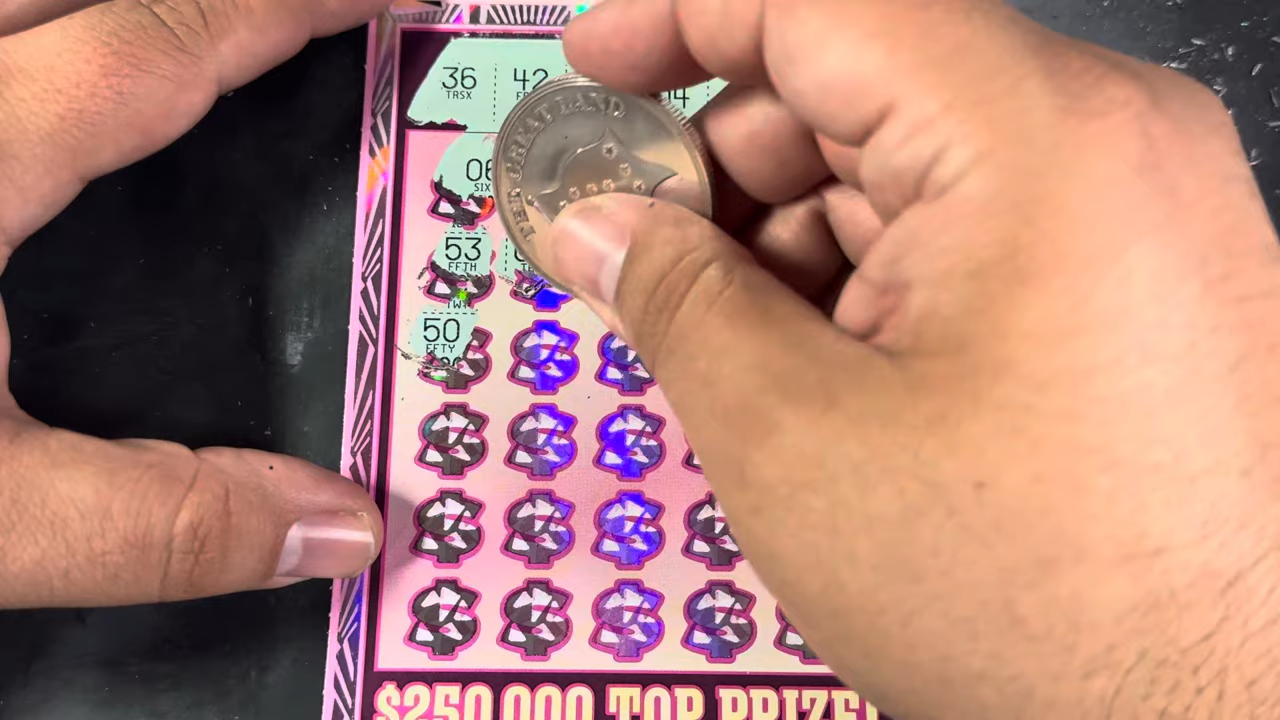 36 42
TRSX
THE GREAT LAND
06
SIX
53
FFTH
50
FFTY
$250,000 TOP PRIZE!